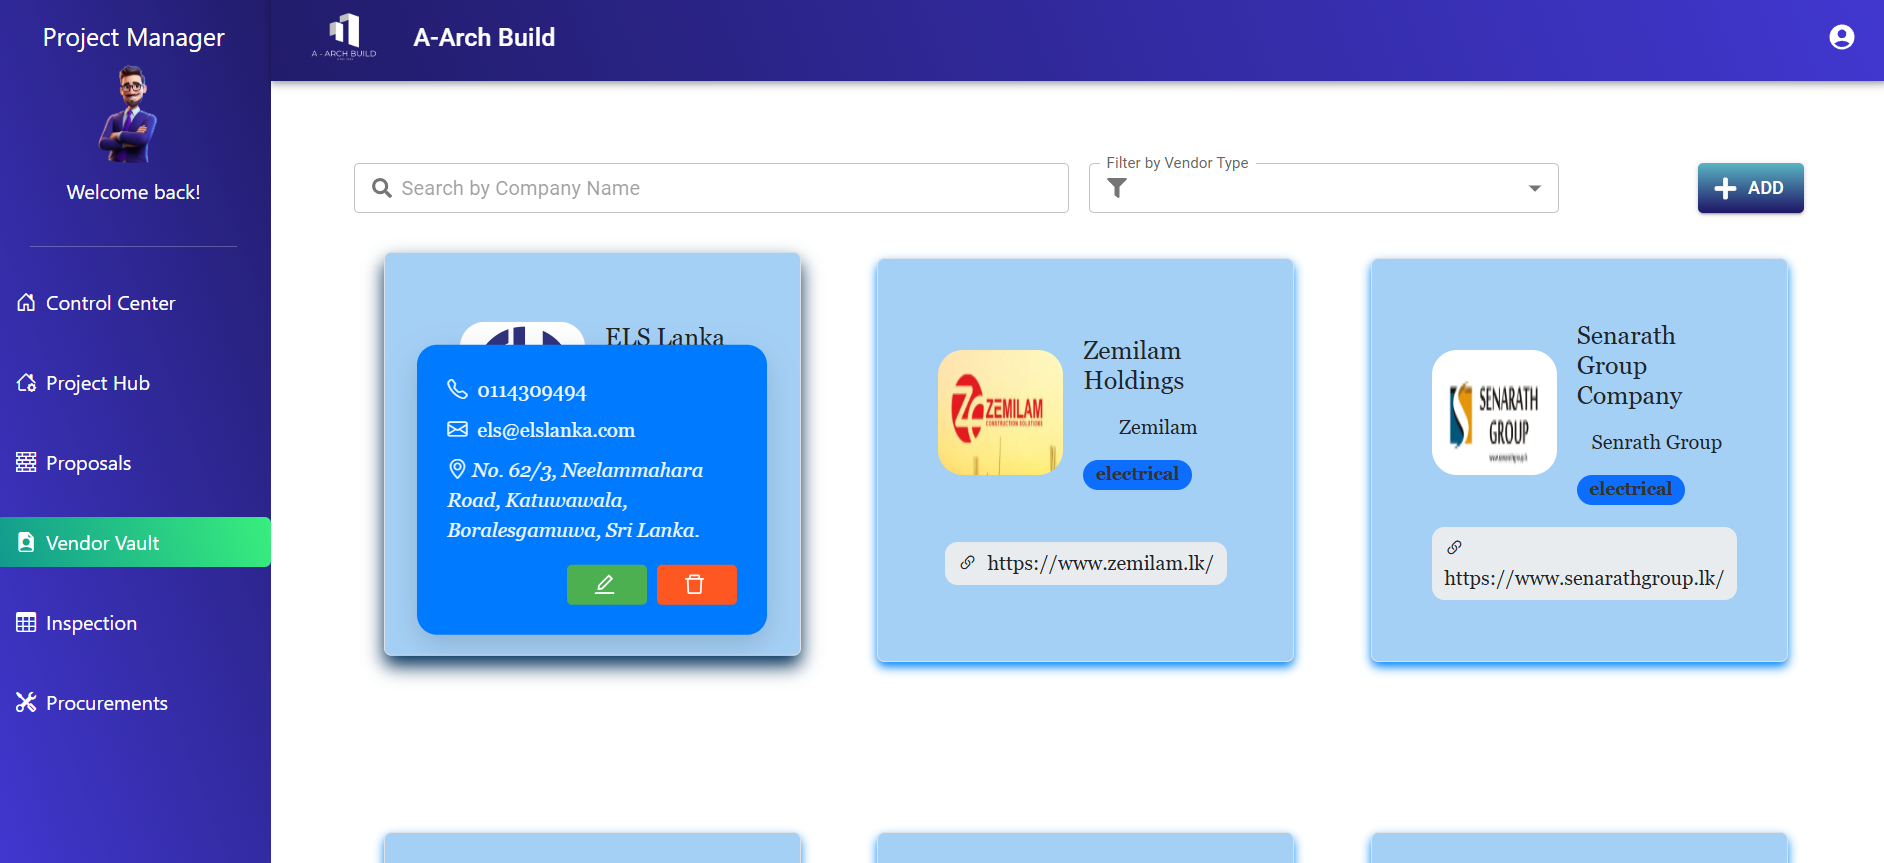 Project Manager
Welcome back!
Control Center
Project Hub
Proposals
Vendor Vault
Inspection
Procurements
A - ARCH BUILD
A-Arch Build
Search by Company Name
Filter by Vendor Type
ADD
ELS Lanka
0114309494
els@elslanka.com
No. 62/3, Neelammahara
Road, Katuwawala,
Boralesgamuwa, Sri Lanka.
ZEMILAM
CONSTRUCTION SOLUTIONS
Zemilam
Holdings
Zemilam
electrical
https://www.zemilam.lk/
SENARATH
GROUP
Senarath
Group
Company
Senrath Group
electrical
https://www.senarathgroup.lk/